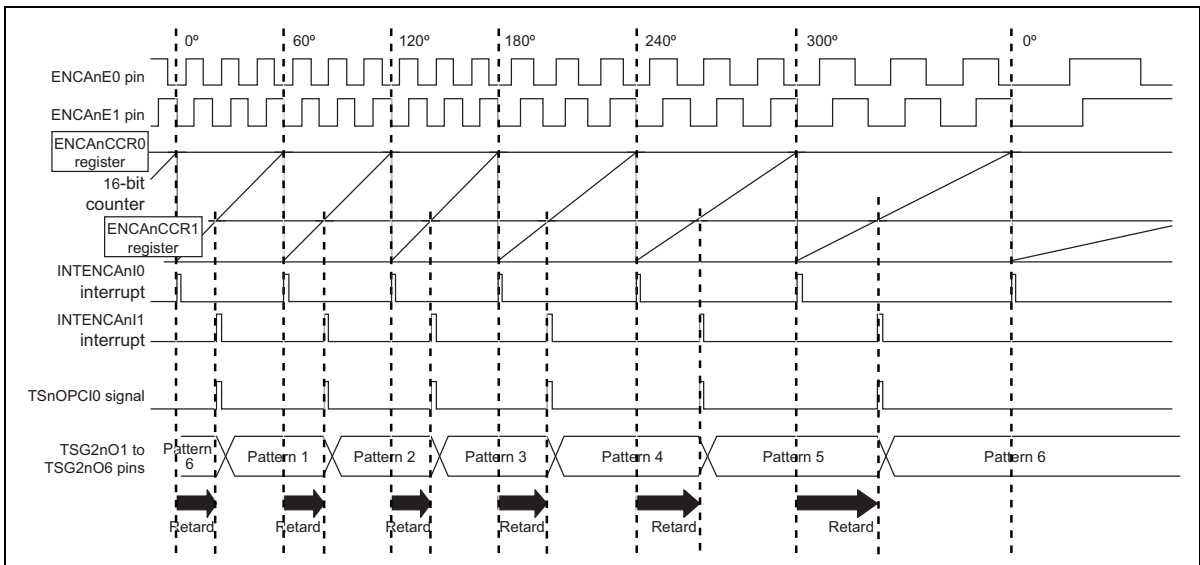 0º 60º 120º 180º 240º 300º 0º
ENCAnE0 pin
ENCAnE1 pin
ENCAnCCR0
register
16-bit
counter
ENCAnCCR1
register
INTENCAnI0
interrupt
INTENCAnI1
interrupt
TSnOPCI0 signal
TSG2nO1 to
TSG2nO6 pins
Pattern
6
Pattern 1 Pattern 2 Pattern 3 Pattern 4 Pattern 5 Pattern 6
Retard Retard Retard Retard Retard Retard